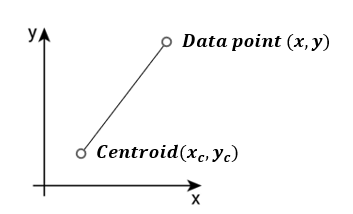 y
Data point (x, y)
Centroid(x_c, y_c)
x